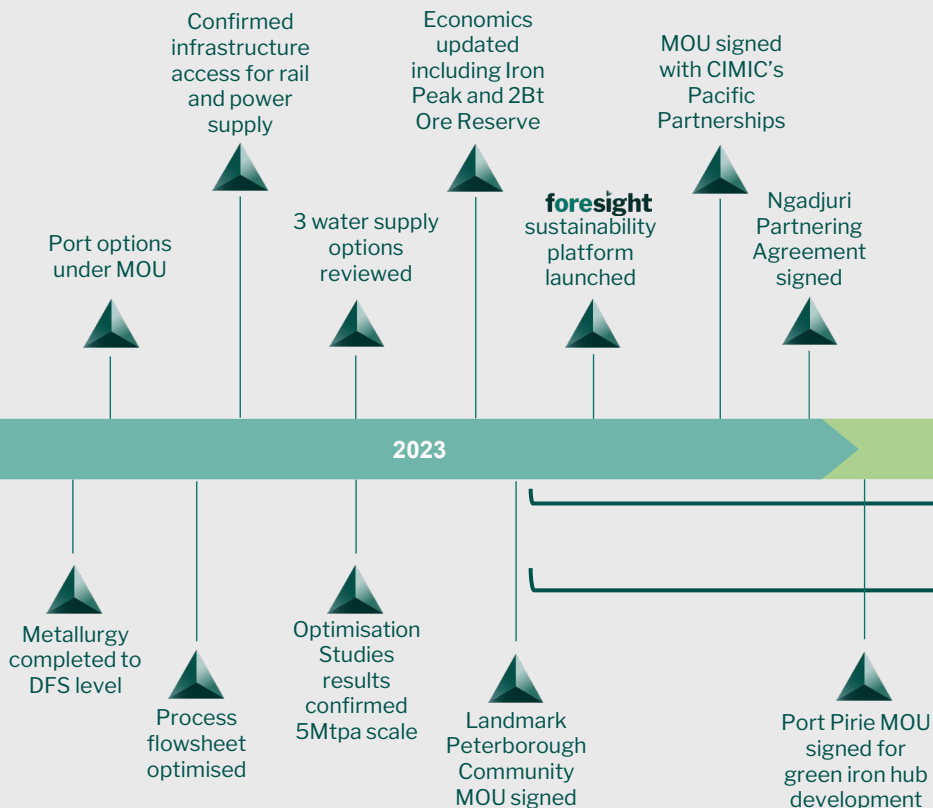 Confirmed
infrastructure
access for rail
and power
supply
Economics
updated
including Iron
Peak and 2Bt
Ore Reserve
MOU signed
with CIMIC's
Pacific
Partnerships
Port options
under MOU
3 water supply
options
reviewed
foresight
sustainability
platform
launched
Ngadjuri
Partnering
Agreement
signed
2023
Metallurgy
completed to
DFS level
Process
flowsheet
optimised
Optimisation
Studies
results
confirmed
5Mtpa scale
Landmark
Peterborough
Community
MOU signed
Port Pirie MOU
signed for
green iron hub
development